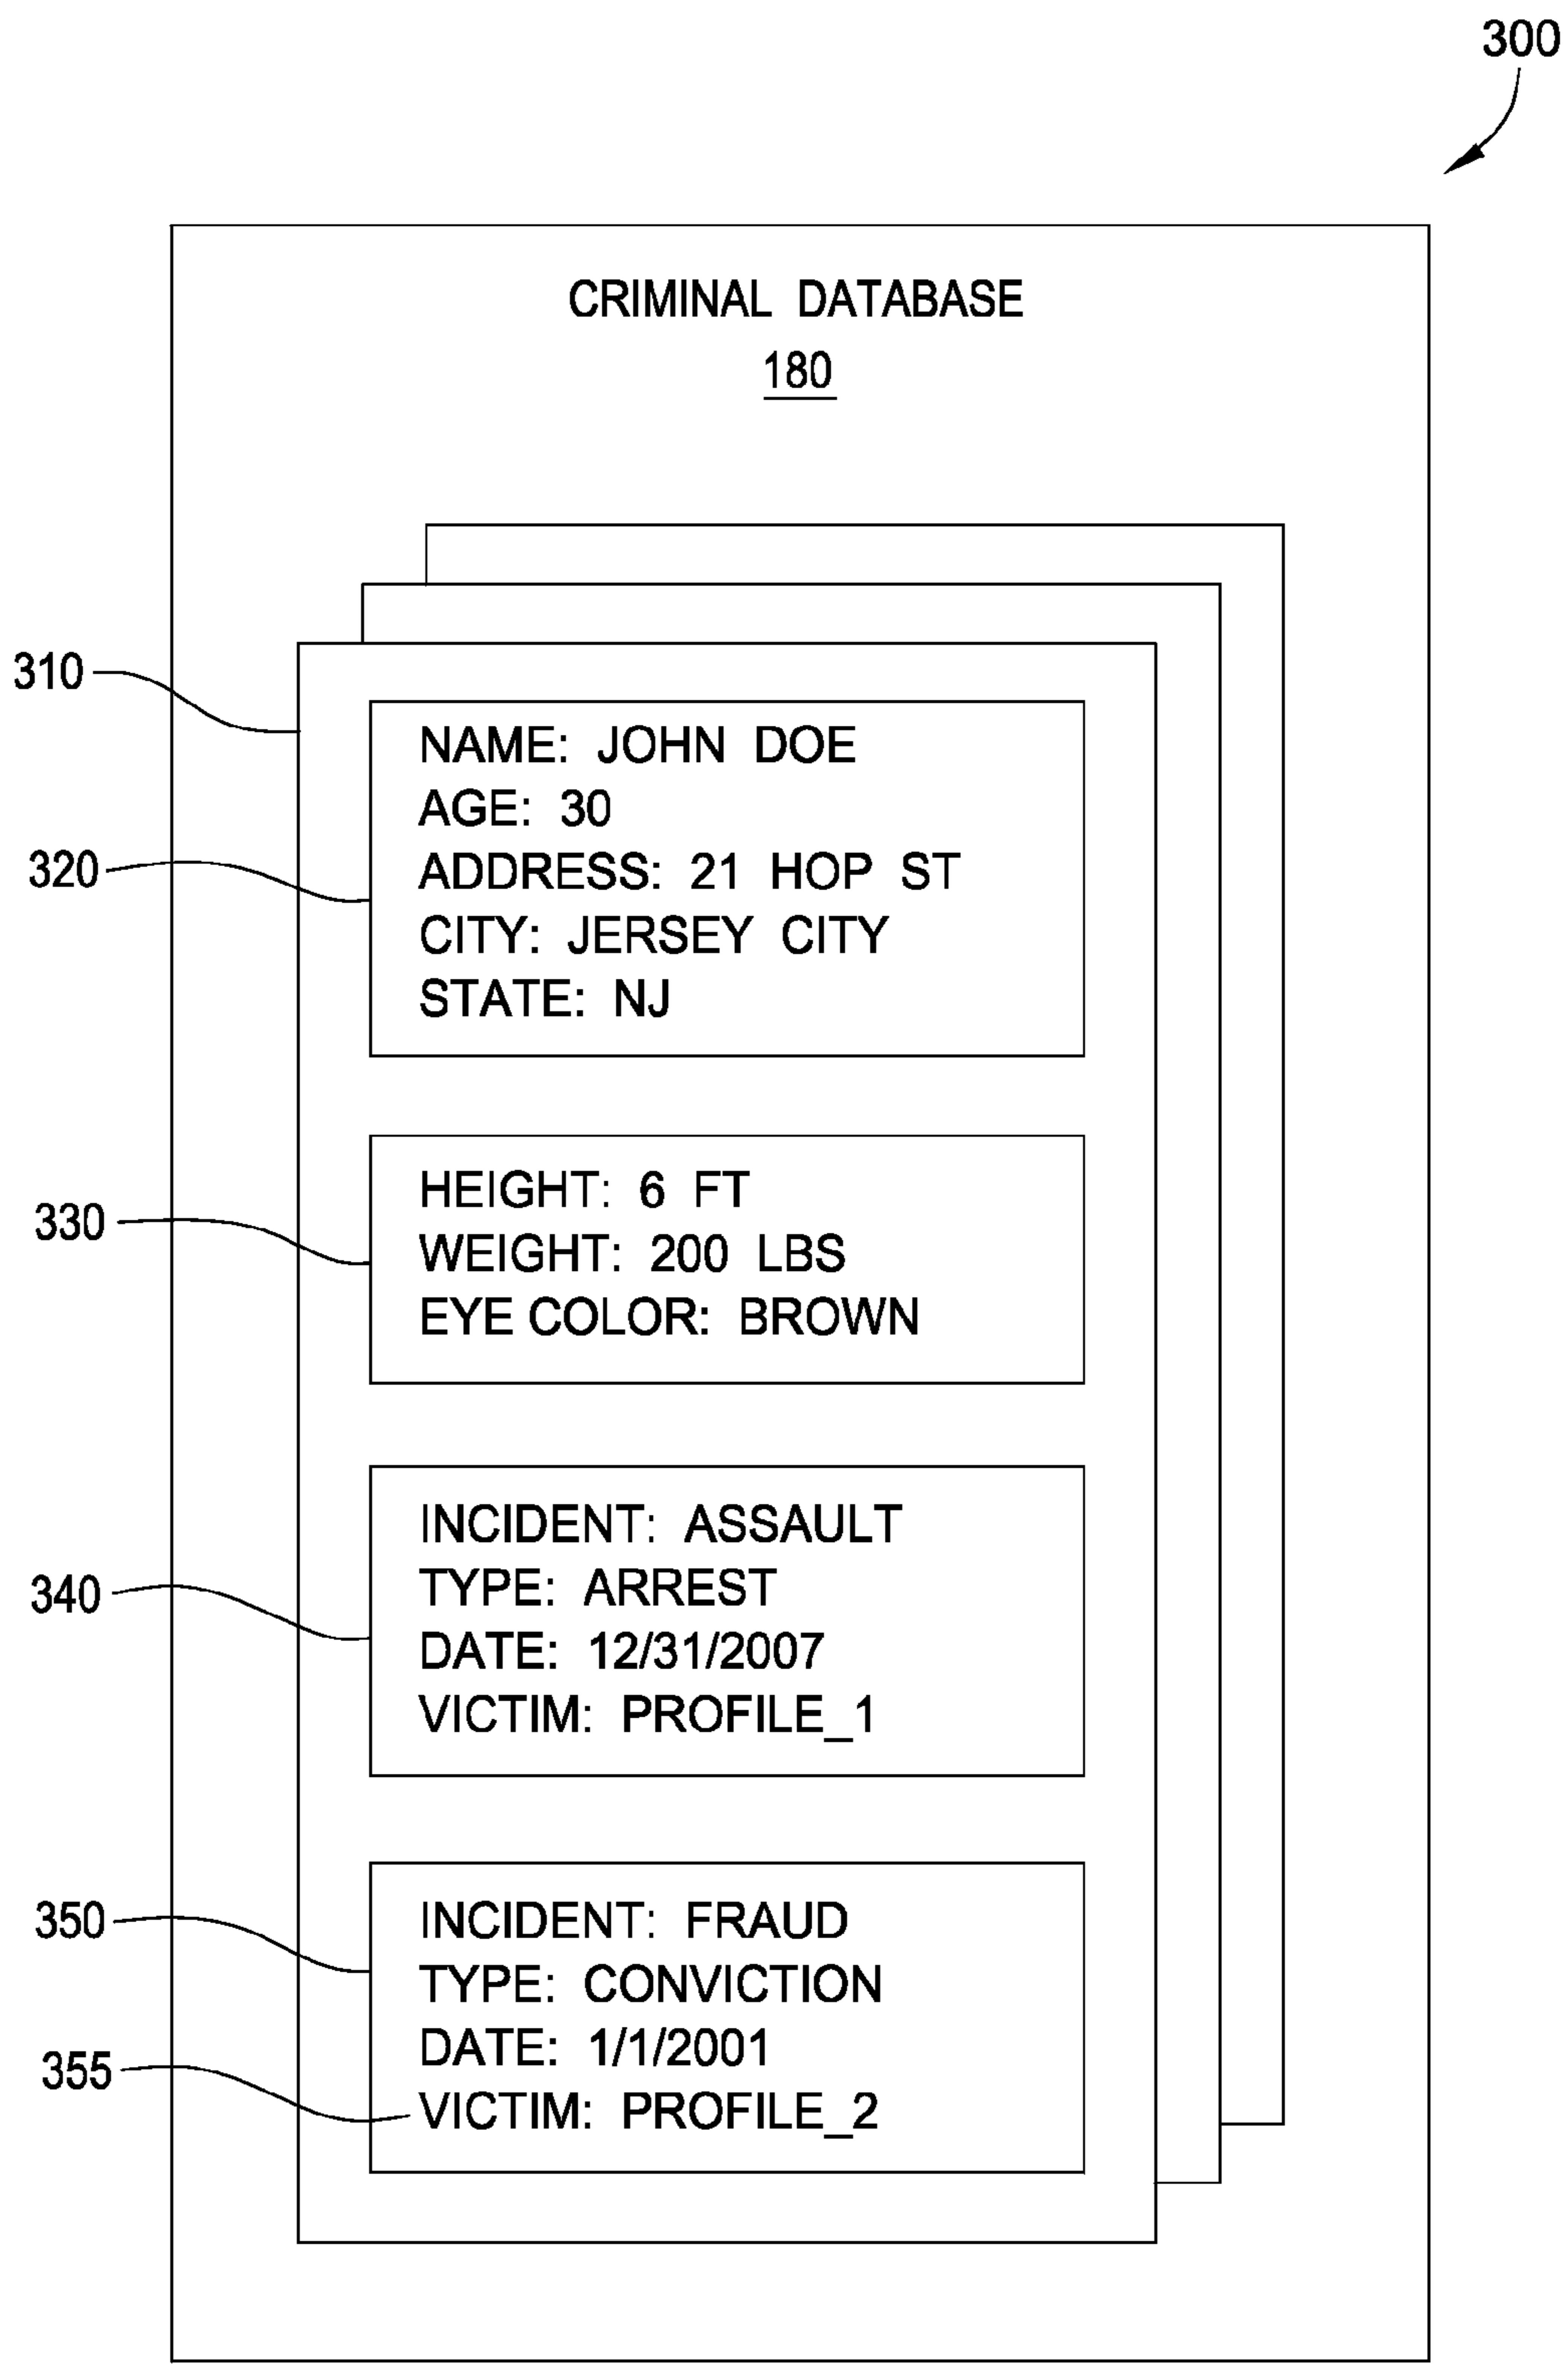 300
CRIMINAL DATABASE
180
310
NAME: JOHN DOE
AGE: 30
320
ADDRESS: 21 HOP ST
CITY: JERSEY CITY
STATE: NJ
330
HEIGHT: 6 FT
WEIGHT: 200 LBS
EYE COLOR: BROWN
340
INCIDENT: ASSAULT
TYPE: ARREST
DATE: 12/31/2007
VICTIM: PROFILE_1
350
INCIDENT: FRAUD
TYPE: CONVICTION
DATE: 1/1/2001
355
VICTIM: PROFILE_2